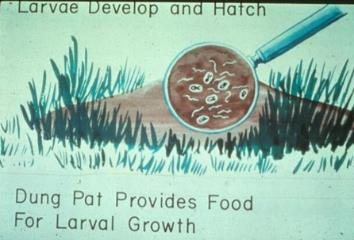 Larvae Develop and Hatch
Dung Pat Provides Food
For Larval Growth